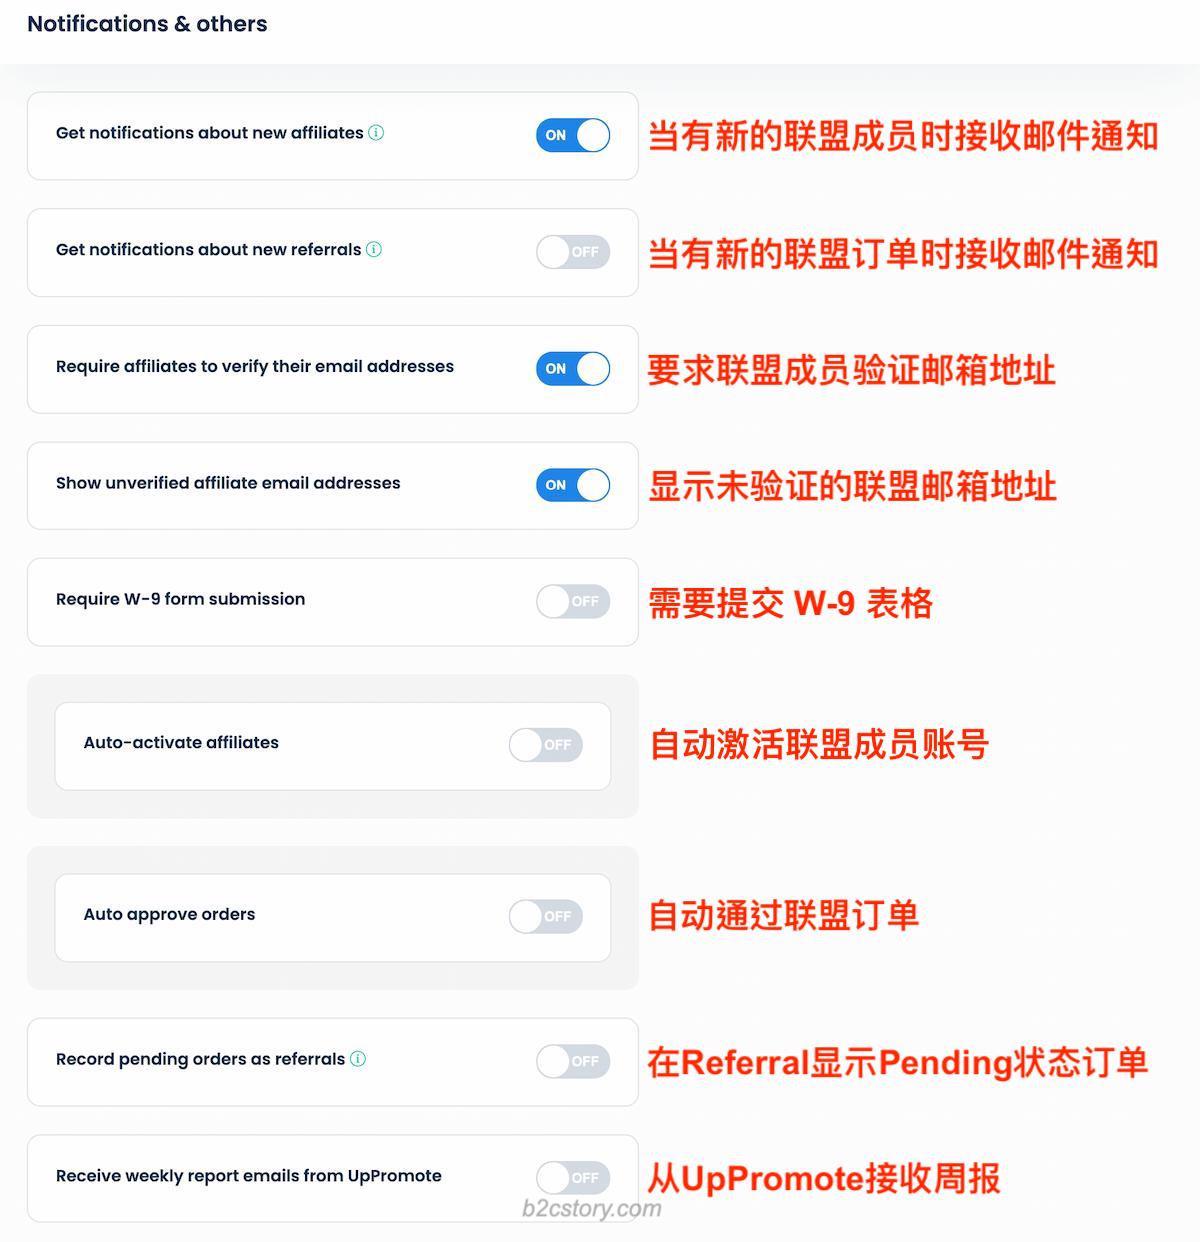 Notifications & others
Get notifications about new affiliates ⓘ ON 当有新的联盟成员时接收邮件通知
Get notifications about new referrals ⓘ OFF 当有新的联盟订单时接收邮件通知
Require affiliates to verify their email addresses ON 要求联盟成员验证邮箱地址
Show unverified affiliate email addresses ON 显示未验证的联盟邮箱地址
Require W-9 form submission OFF 需要提交 W-9 表格
Auto-activate affiliates OFF 自动激活联盟成员账号
Auto approve orders OFF 自动通过联盟订单
Record pending orders as referrals ⓘ OFF 在Referral显示Pending状态订单
Receive weekly report emails from UpPromote OFF 从UpPromote接收周报
b2cstory.com